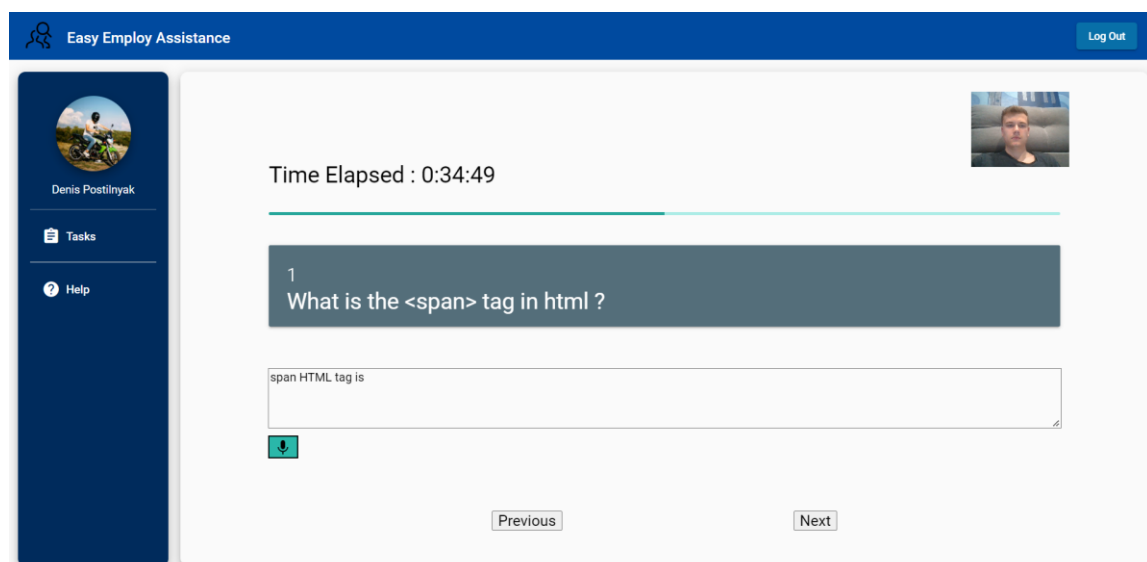 Easy Employ Assistance
Log Out
Denis Postilnyak
Tasks
Help
Time Elapsed : 0:34:49
1
What is the <span> tag in html ?
span HTML tag is
Previous
Next